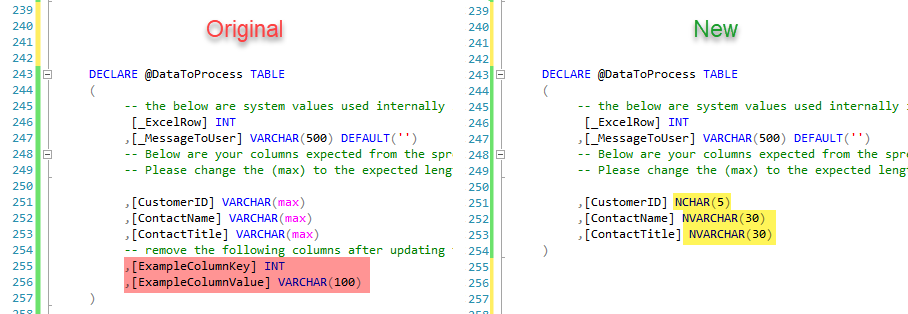 Original
239
240
241
242
243 DECLARE @DataToProcess TABLE
244 (
245 -- the below are system values used internally
246 [_ExcelRow] INT
247 ,[_MessageToUser] VARCHAR(500) DEFAULT('')
248 -- Below are your columns expected from the spr
249 -- Please change the (max) to the expected leng
250
251 ,[CustomerID] VARCHAR(max)
252 ,[ContactName] VARCHAR(max)
253 ,[ContactTitle] VARCHAR(max)
254 -- remove the following columns after updating
255 ,[ExampleColumnKey] INT
256 ,[ExampleColumnValue] VARCHAR(100)
257 )
New
239
240
241
242
243 DECLARE @DataToProcess TABLE
244 (
245 -- the below are system values used internally
246 [_ExcelRow] INT
247 ,[_MessageToUser] VARCHAR(500) DEFAULT('')
248 -- Below are your columns expected from the spre
249 -- Please change the (max) to the expected lengt
250
251 ,[CustomerID] NCHAR(5)
252 ,[ContactName] NVARCHAR(30)
253 ,[ContactTitle] NVARCHAR(30)
254 )
255
256
257